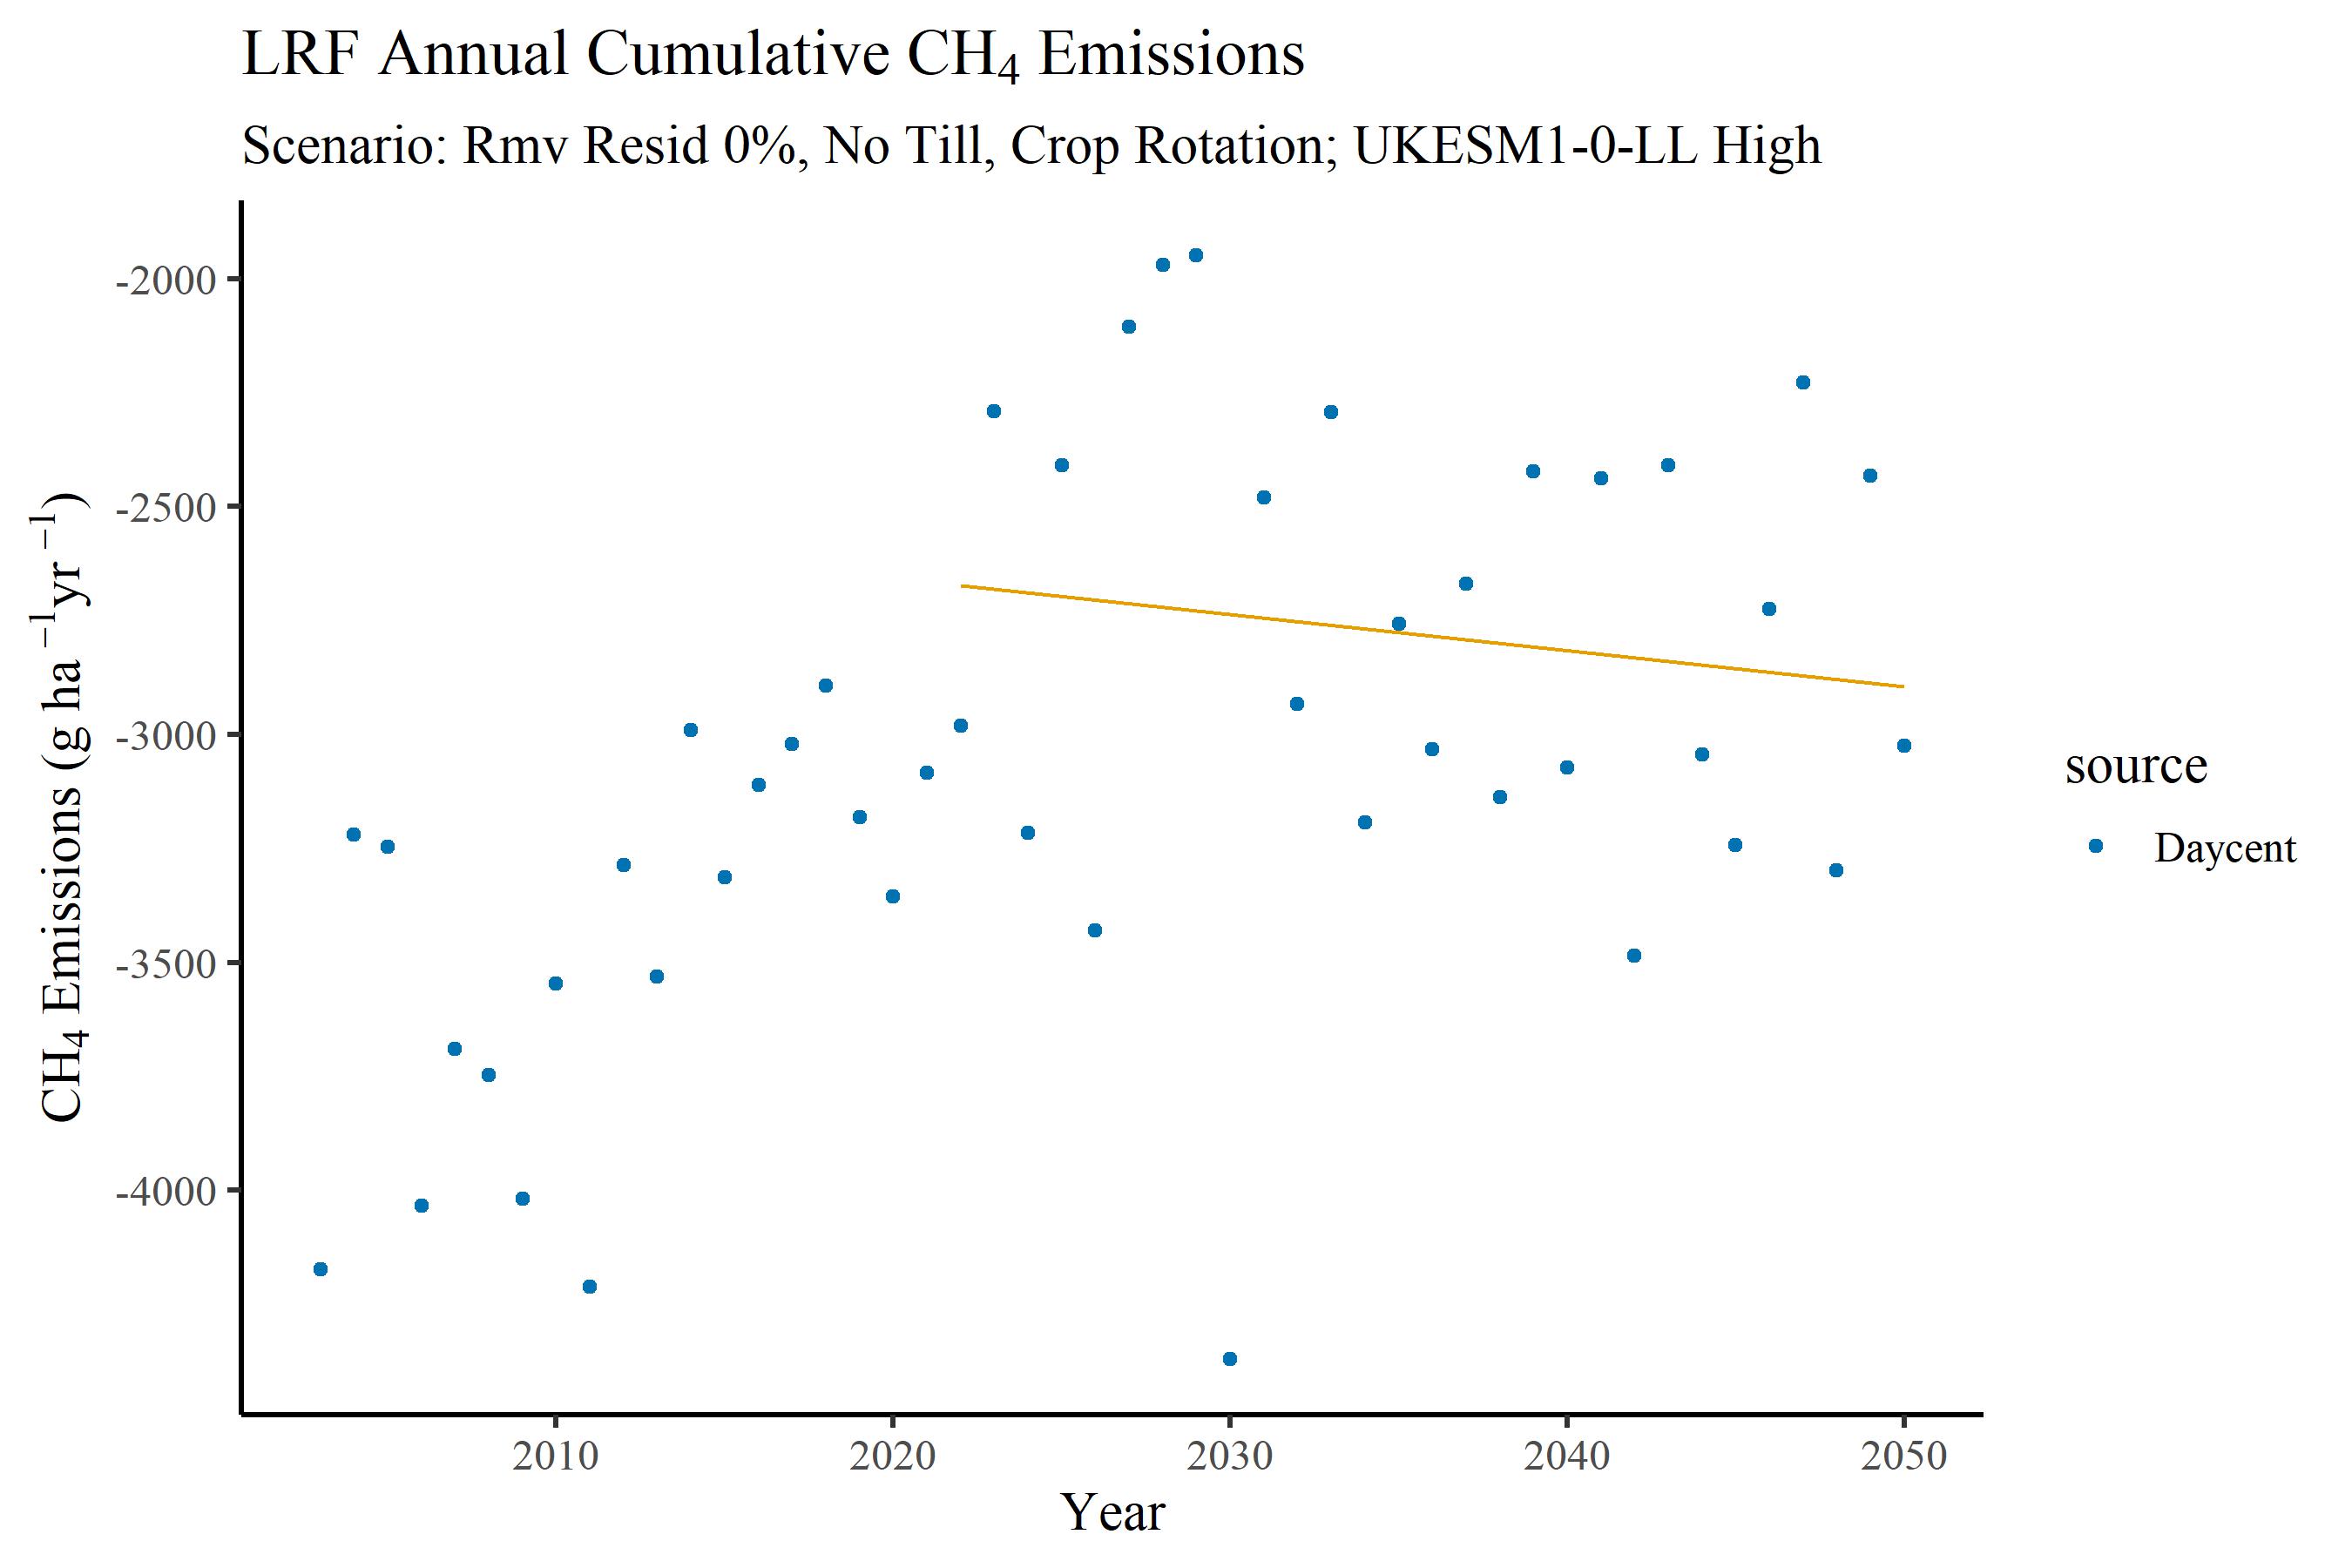 LRF Annual Cumulative CH₄ Emissions
Scenario: Rmv Resid 0%, No Till, Crop Rotation; UKESM1-0-LL High
CH₄ Emissions (g ha ⁻¹yr ⁻¹)
-2000
-2500
-3000
-3500
-4000
2010
2020
2030
2040
2050
Year
source
Daycent